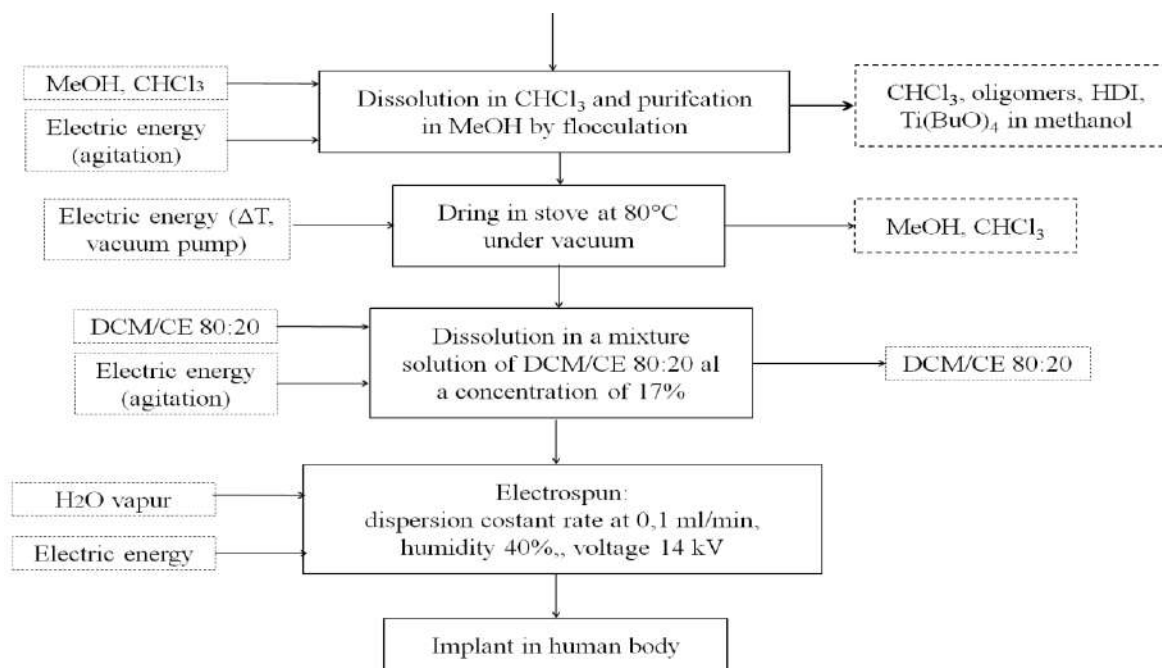 MeOH, CHCl3
Electric energy
(agitation)
Dissolution in CHCl3 and purifcation
in MeOH by flocculation
CHCl3, oligomers, HDI,
Ti(BuO)4 in methanol
Electric energy (ΔT,
vacuum pump)
Dring in stove at 80°C
under vacuum
MeOH, CHCl3
DCM/CE 80:20
Electric energy
(agitation)
Dissolution in a mixture
solution of DCM/CE 80:20 al
a concentration of 17%
DCM/CE 80:20
H2O vapur
Electric energy
Electrospun:
dispersion costant rate at 0,1 ml/min,
humidity 40%,, voltage 14 kV
Implant in human body